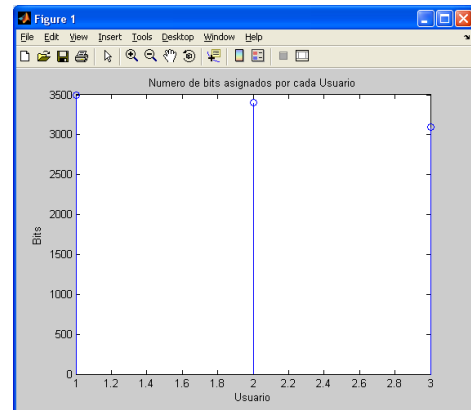 Figure 1
File Edit View Insert Tools Desktop Window Help
Numero de bits asignados por cada Usuario
3500
3000
2500
2000
1500
1000
500
0
Bits
1 1.2 1.4 1.6 1.8 2 2.2 2.4 2.6 2.8 3
Usuario